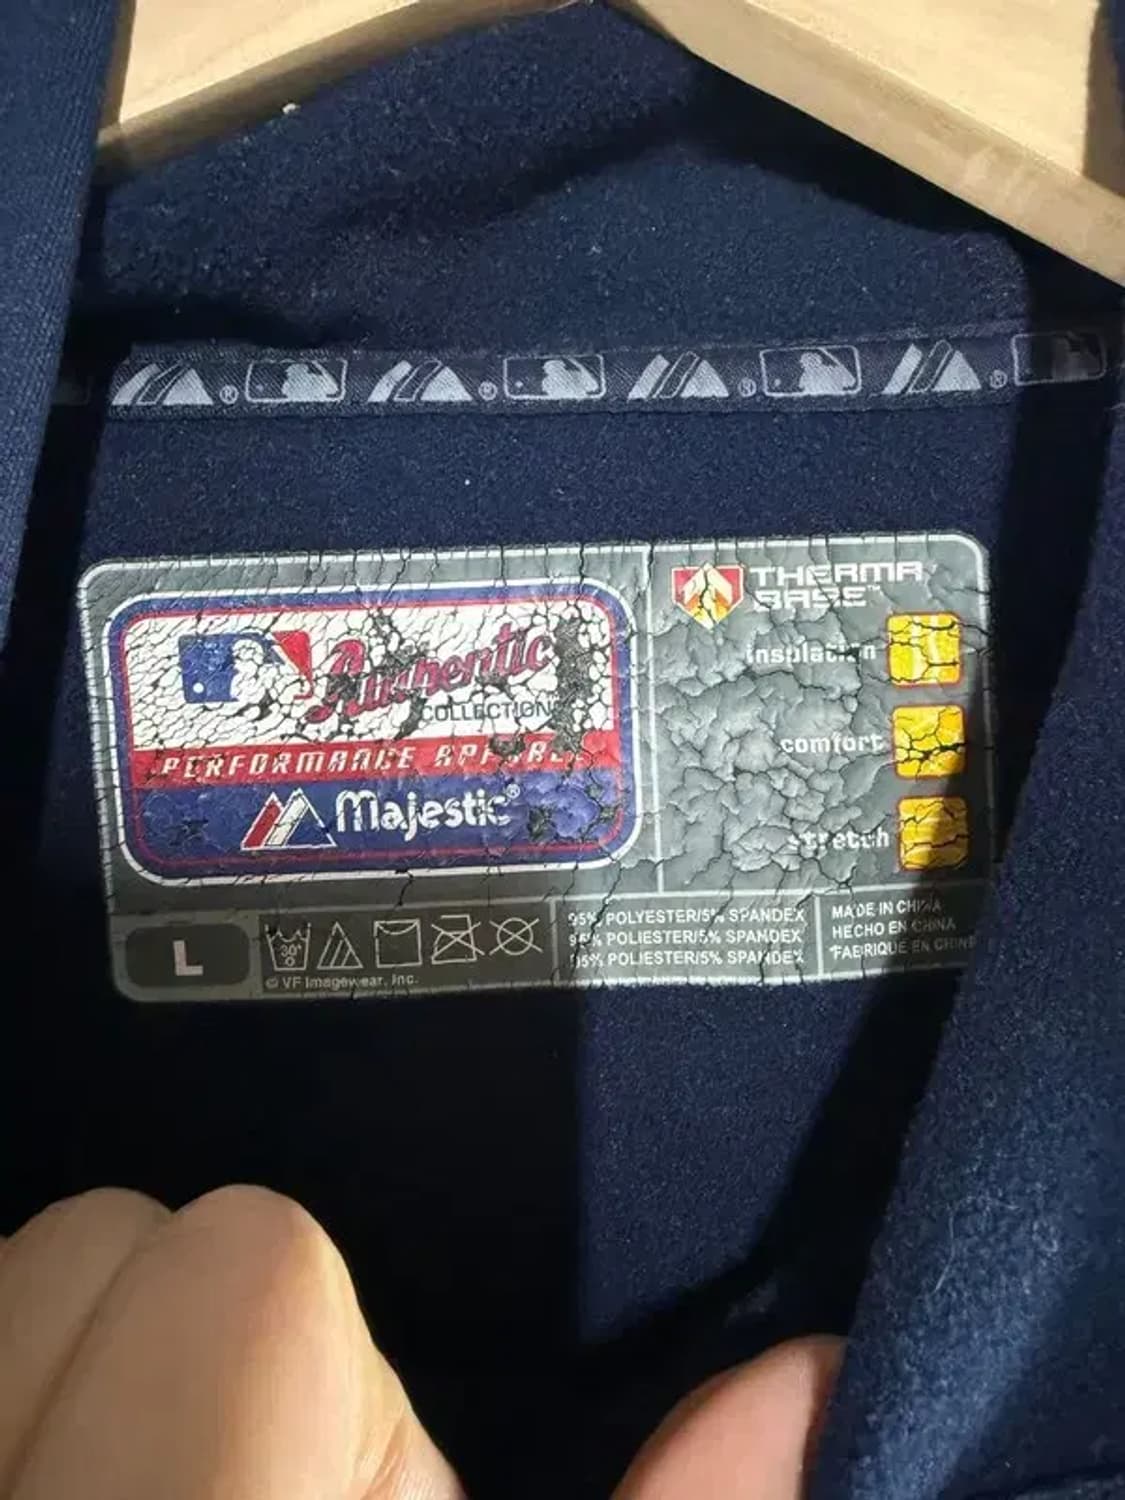 Authentic
COLLECTION
PERFORMANCE APPAREL
Majestic®
THERMA
BASE™
insulation
comfort
stretch
L
30°
© VF Imagewear, Inc.
95% POLYESTER/5% SPANDEX
95% POLIESTER/5% SPANDEX
95% POLYESTER/5% SPANDEX
MADE IN CHINA
HECHO EN CHINA
FABRIQUÉ EN CHINE